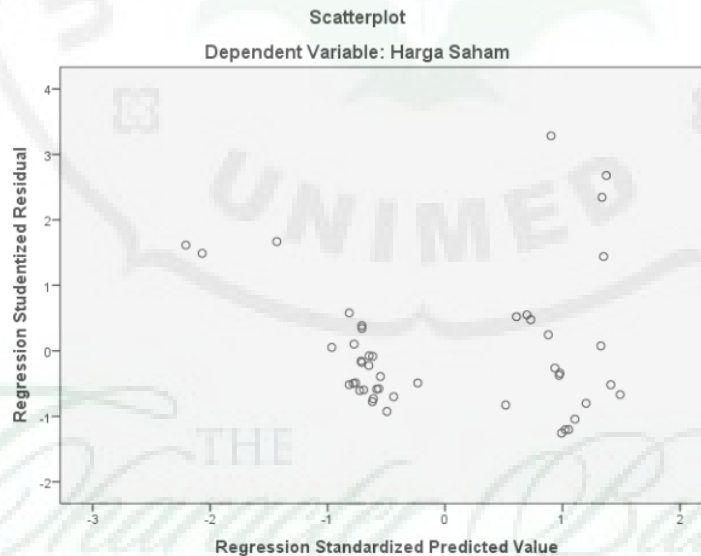 Scatterplot
Dependent Variable: Harga Saham
4
3
2
1
0
-1
-2
Regression Studentized Residual
-3
-2
-1
0
1
2
Regression Standardized Predicted Value
UNIMED
THE